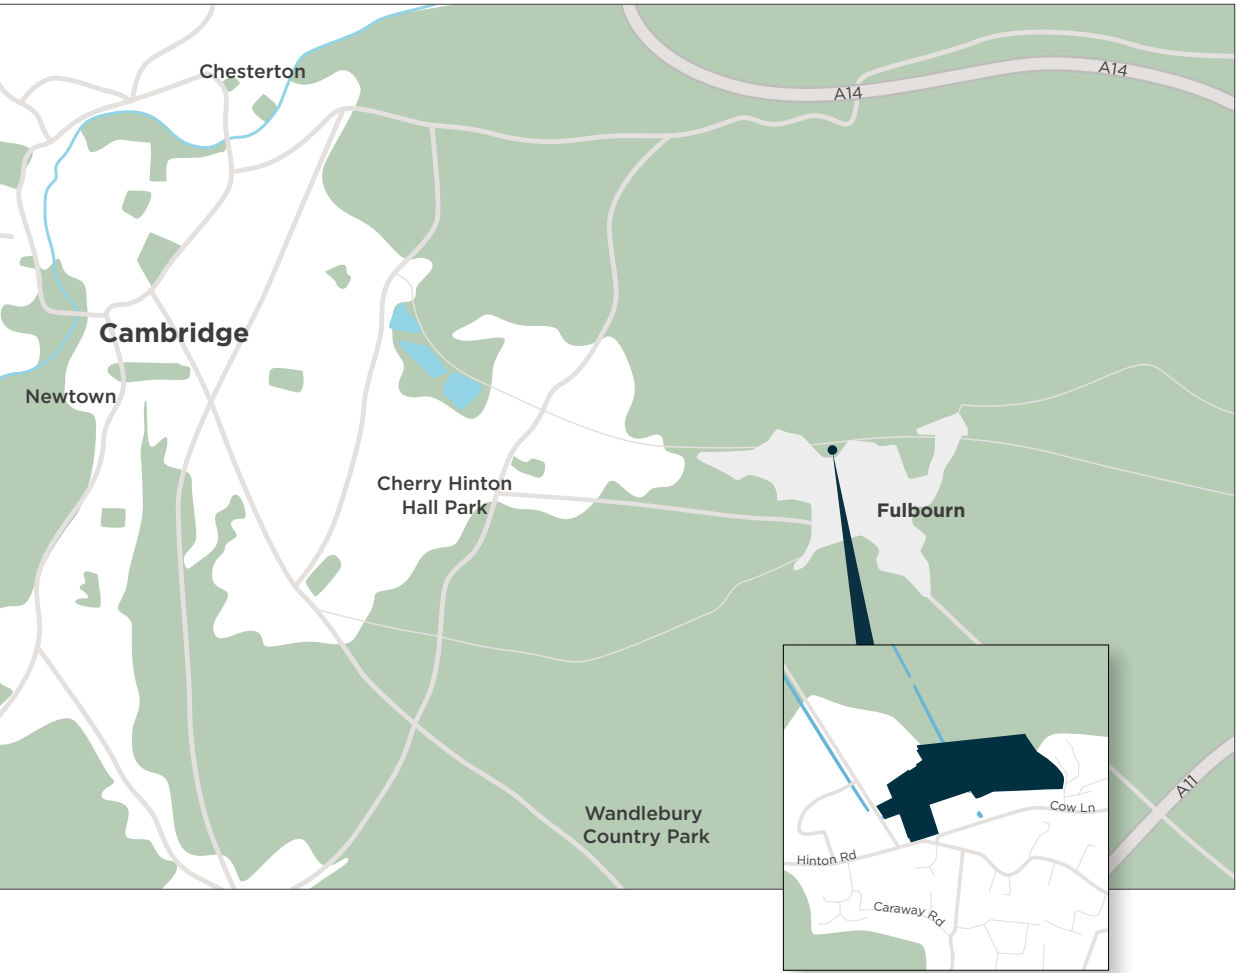 Chesterton
A14
A14
Cambridge
Newtown
Cherry Hinton
Hall Park
Fulbourn
A11
Wandlebury
Country Park
Cow Ln
Hinton Rd
Caraway Rd